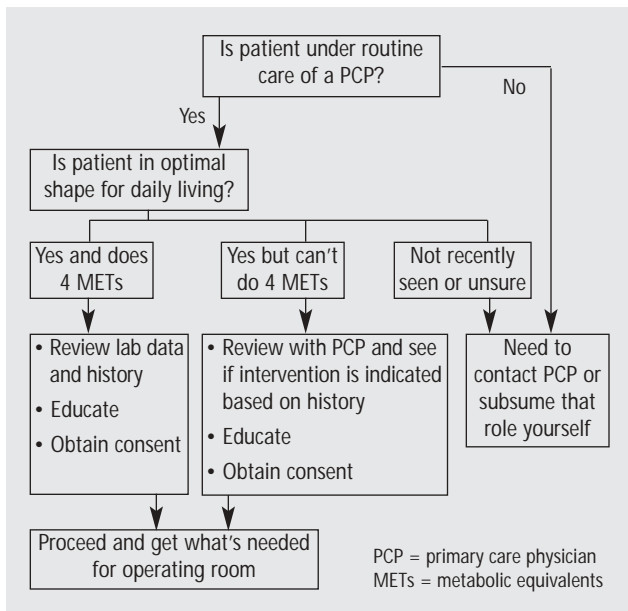 Is patient under routine
care of a PCP?
No
Yes
Is patient in optimal
shape for daily living?
Yes and does
4 METs
Yes but can't
do 4 METs
Not recently
seen or unsure
• Review lab data
and history
• Educate
• Obtain consent
• Review with PCP and see
if intervention is indicated
based on history
• Educate
• Obtain consent
Need to
contact PCP or
subsume that
role yourself
Proceed and get what's needed
for operating room
PCP = primary care physician
METs = metabolic equivalents